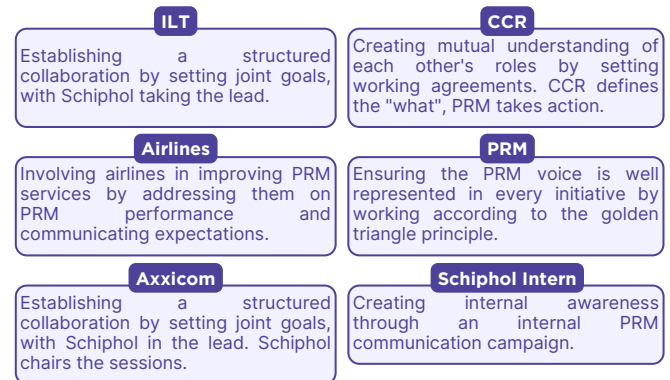 ILT
Establishing a structured
collaboration by setting joint goals,
with Schiphol taking the lead.
CCR
Creating mutual understanding of
each other's roles by setting
working agreements. CCR defines
the "what", PRM takes action.
Airlines
Involving airlines in improving PRM
services by addressing them on
PRM performance and
communicating expectations.
PRM
Ensuring the PRM voice is well
represented in every initiative by
working according to the golden
triangle principle.
Axxicom
Establishing a structured
collaboration by setting joint goals,
with Schiphol in the lead. Schiphol
chairs the sessions.
Schiphol Intern
Creating internal awareness
through an internal PRM
communication campaign.